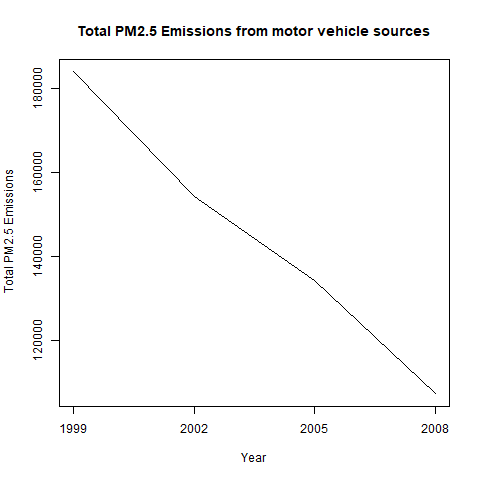 Total PM2.5 Emissions from motor vehicle sources
Total PM2.5 Emissions
180000
160000
140000
120000
1999 2002 2005 2008
Year